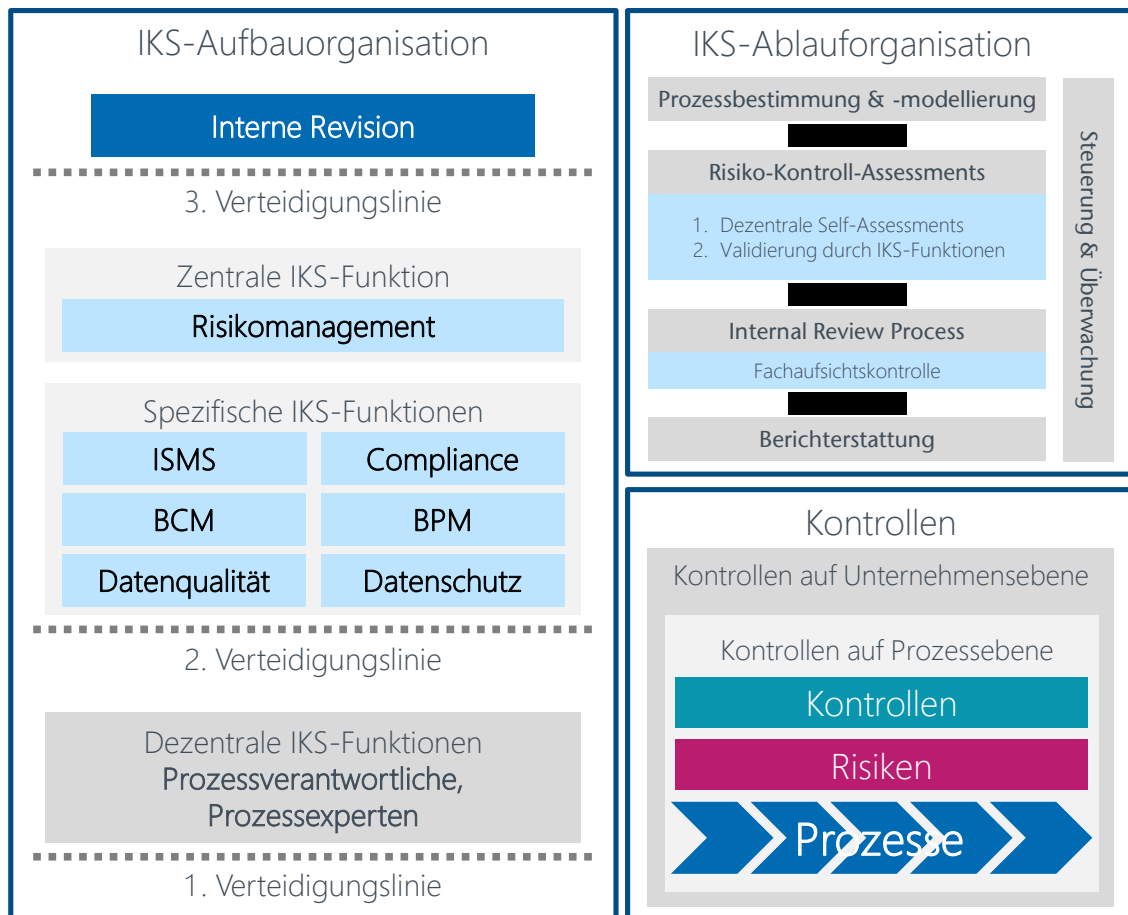 IKS-Aufbauorganisation
Interne Revision
3. Verteidigungslinie
Zentrale IKS-Funktion
Risikomanagement
Spezifische IKS-Funktionen
ISMS
Compliance
BCM
BPM
Datenqualität
Datenschutz
2. Verteidigungslinie
Dezentrale IKS-Funktionen
Prozessverantwortliche,
Prozessexperten
1. Verteidigungslinie
IKS-Ablauforganisation
Prozessbestimmung & -modellierung
Risiko-Kontroll-Assessments
1. Dezentrale Self-Assessments
2. Validierung durch IKS-Funktionen
Internal Review Process
Fachaufsichtskontrolle
Berichterstattung
Steuerung & Überwachung
Kontrollen
Kontrollen auf Unternehmensebene
Kontrollen auf Prozessebene
Kontrollen
Risiken
Prozesse